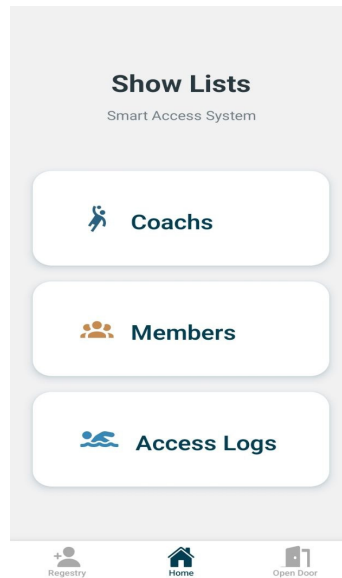 Show Lists
Smart Access System
Coachs
Members
Access Logs
Regestry
Home
Open Door